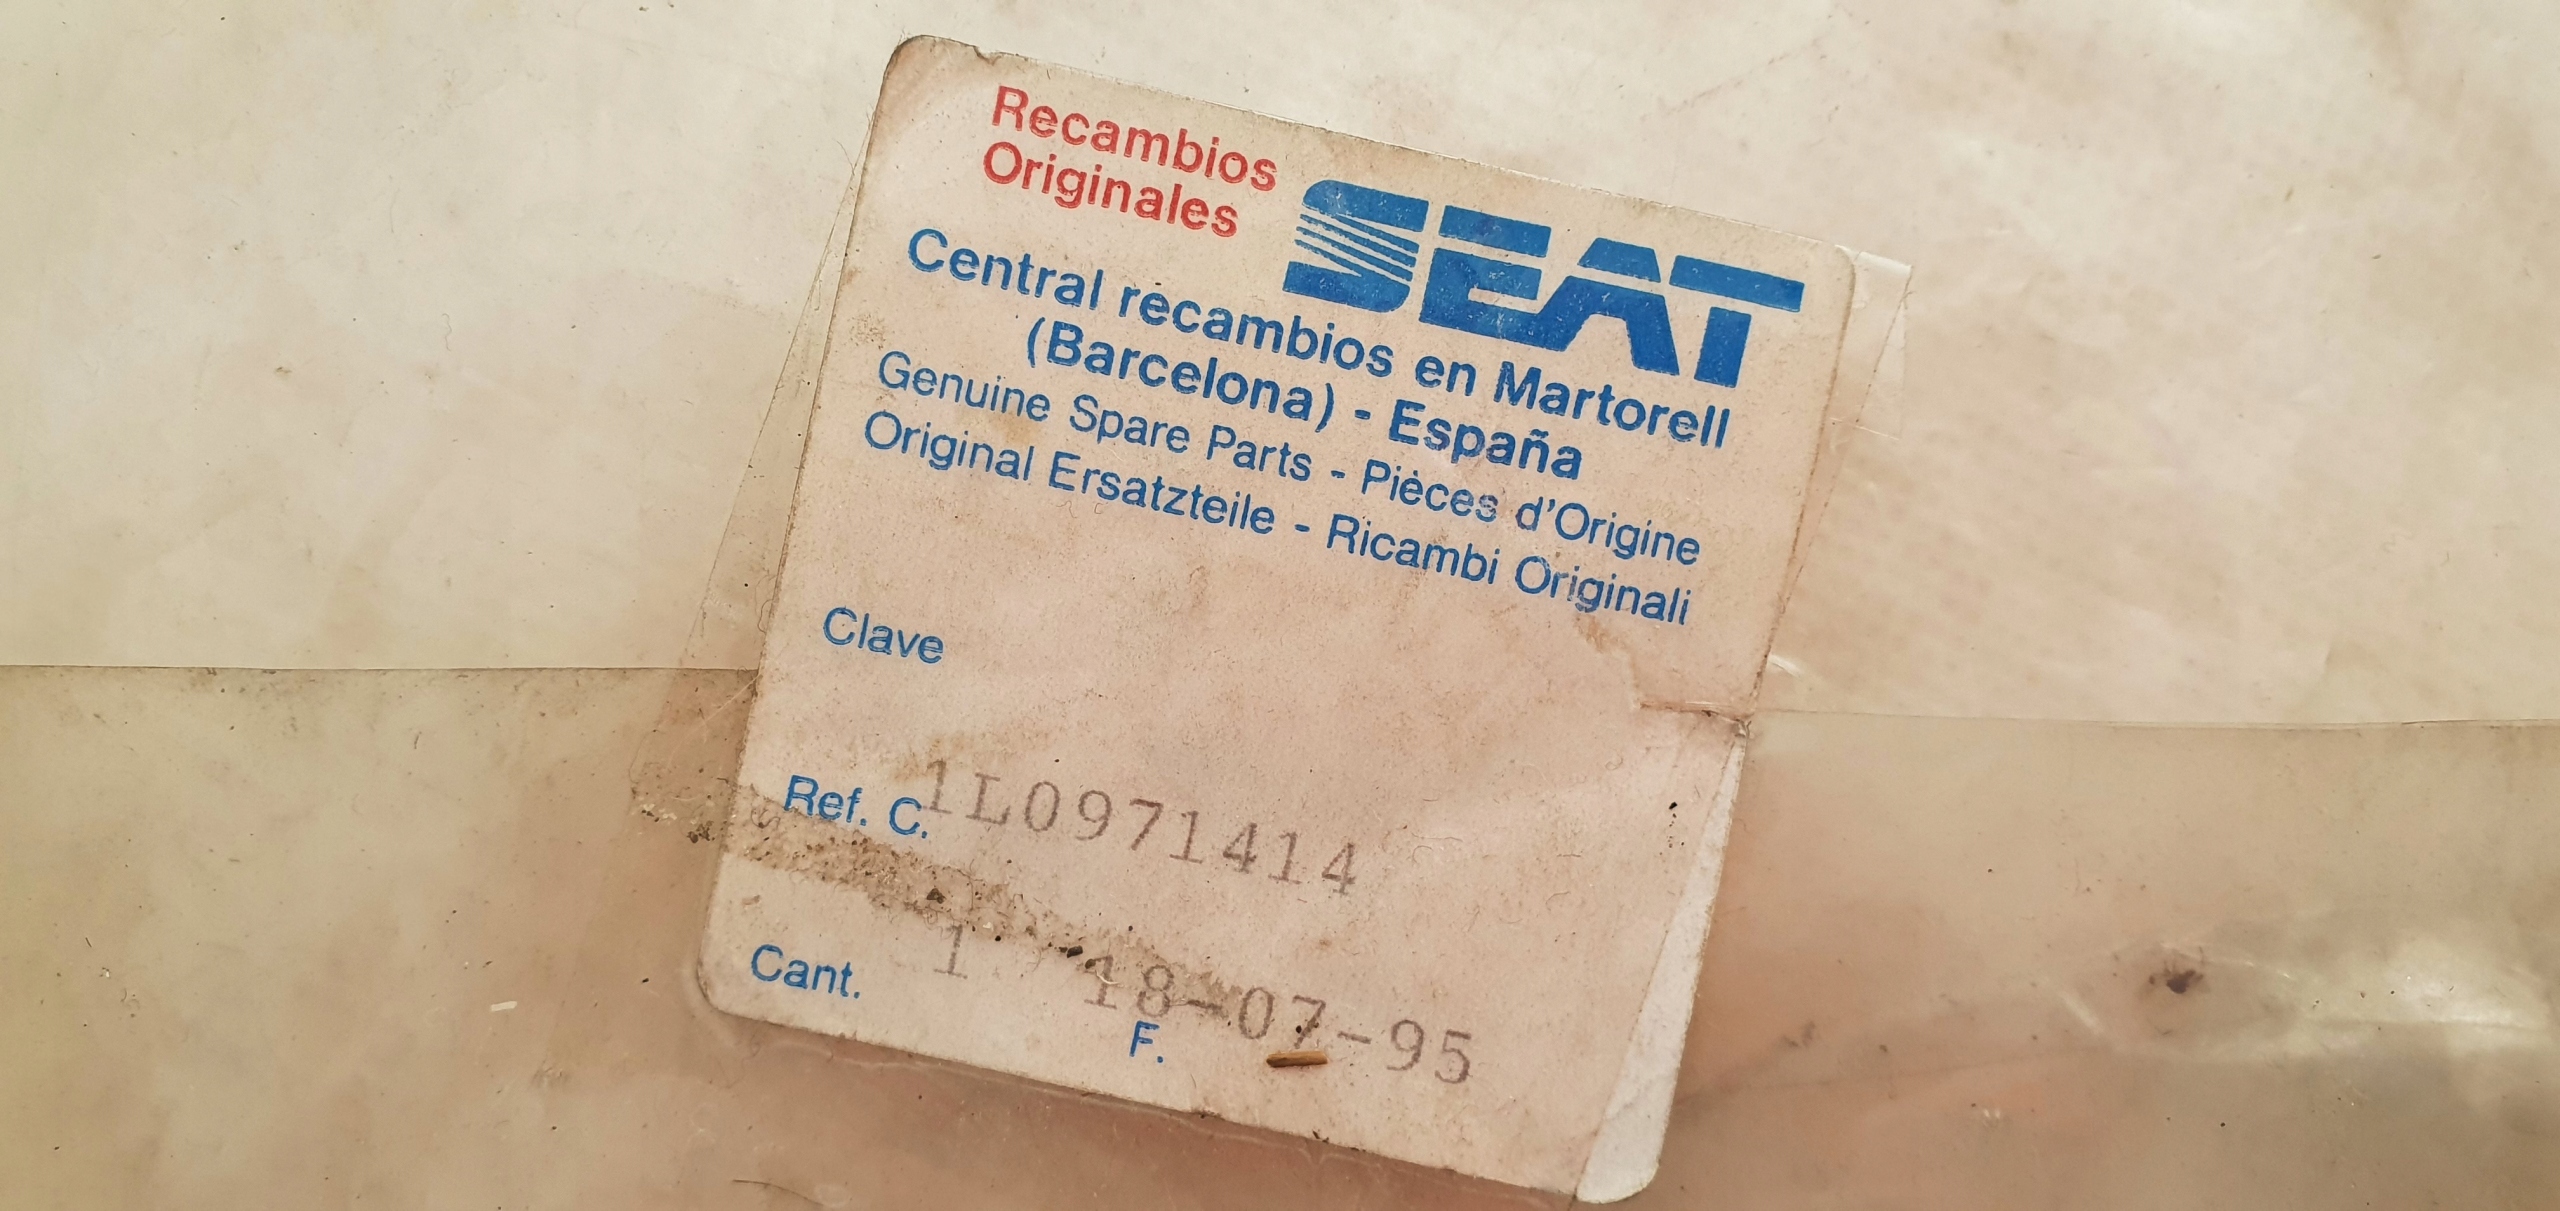 Recambios
Originales
SEAT
Central recambios en Martorell
(Barcelona) - España
Genuine Spare Parts - Pièces d'Origine
Original Ersatzteile - Ricambi Originali
Clave
Ref. C. 1L0971414
Cant. 1 18-07-95
F.